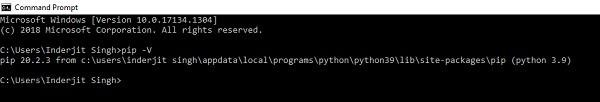 Command Prompt
Microsoft Windows [Version 10.0.17134.1304]
(c) 2018 Microsoft Corporation. All rights reserved.
C:\Users\Inderjit Singh>pip -V
pip 20.2.3 from c:\users\inderjit singh\appdata\local\programs\python\python39\lib\site-packages\pip (python 3.9)
C:\Users\Inderjit Singh>